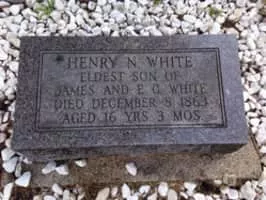 HENRY N. WHITE
ELDEST SON OF
JAMES AND E. G. WHITE
DIED DECEMBER 8 1863
AGED 16 YRS 3 MOS